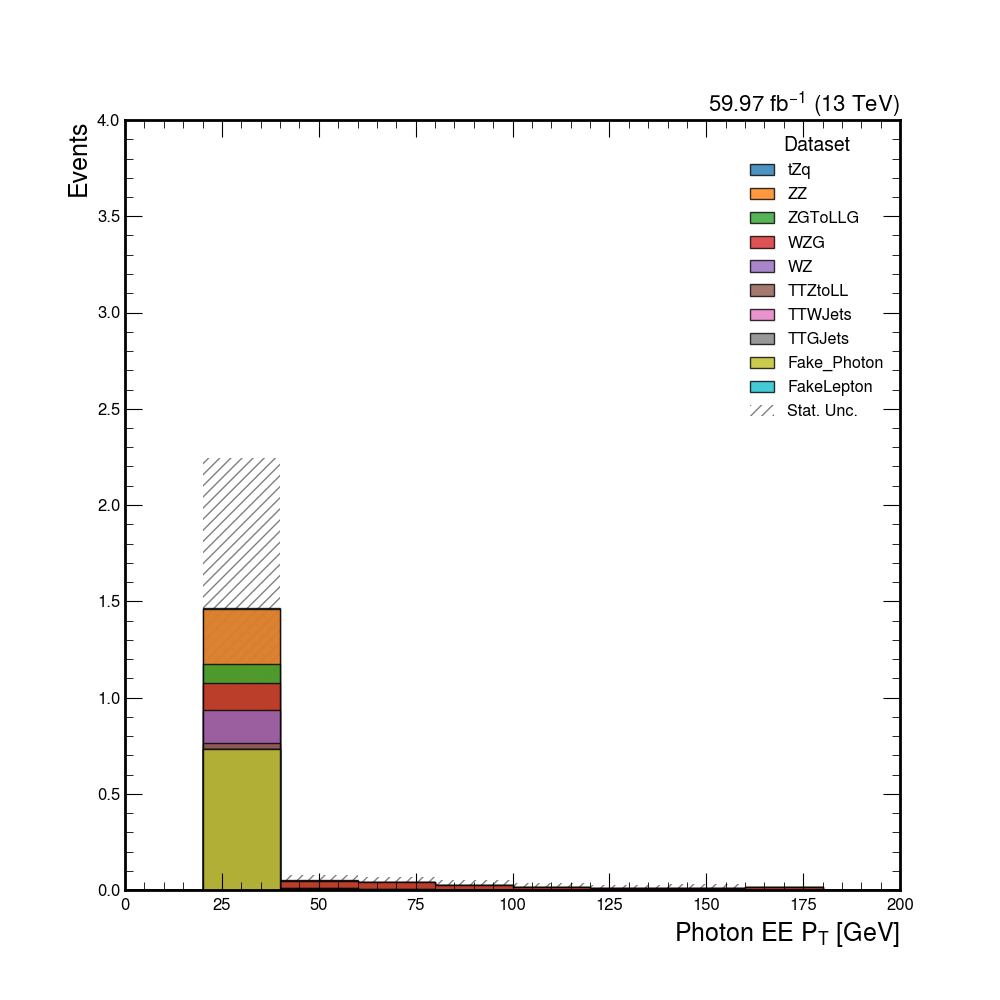 59.97 fb⁻¹ (13 TeV)
Events
4.0
3.5
3.0
2.5
2.0
1.5
1.0
0.5
0.0
Dataset
tZq
ZZ
ZGToLLG
WZG
WZ
TTZtoLL
TTWJets
TTGJets
Fake_Photon
FakeLepton
Stat. Unc.
0 25 50 75 100 125 150 175 200
Photon EE P_T [GeV]